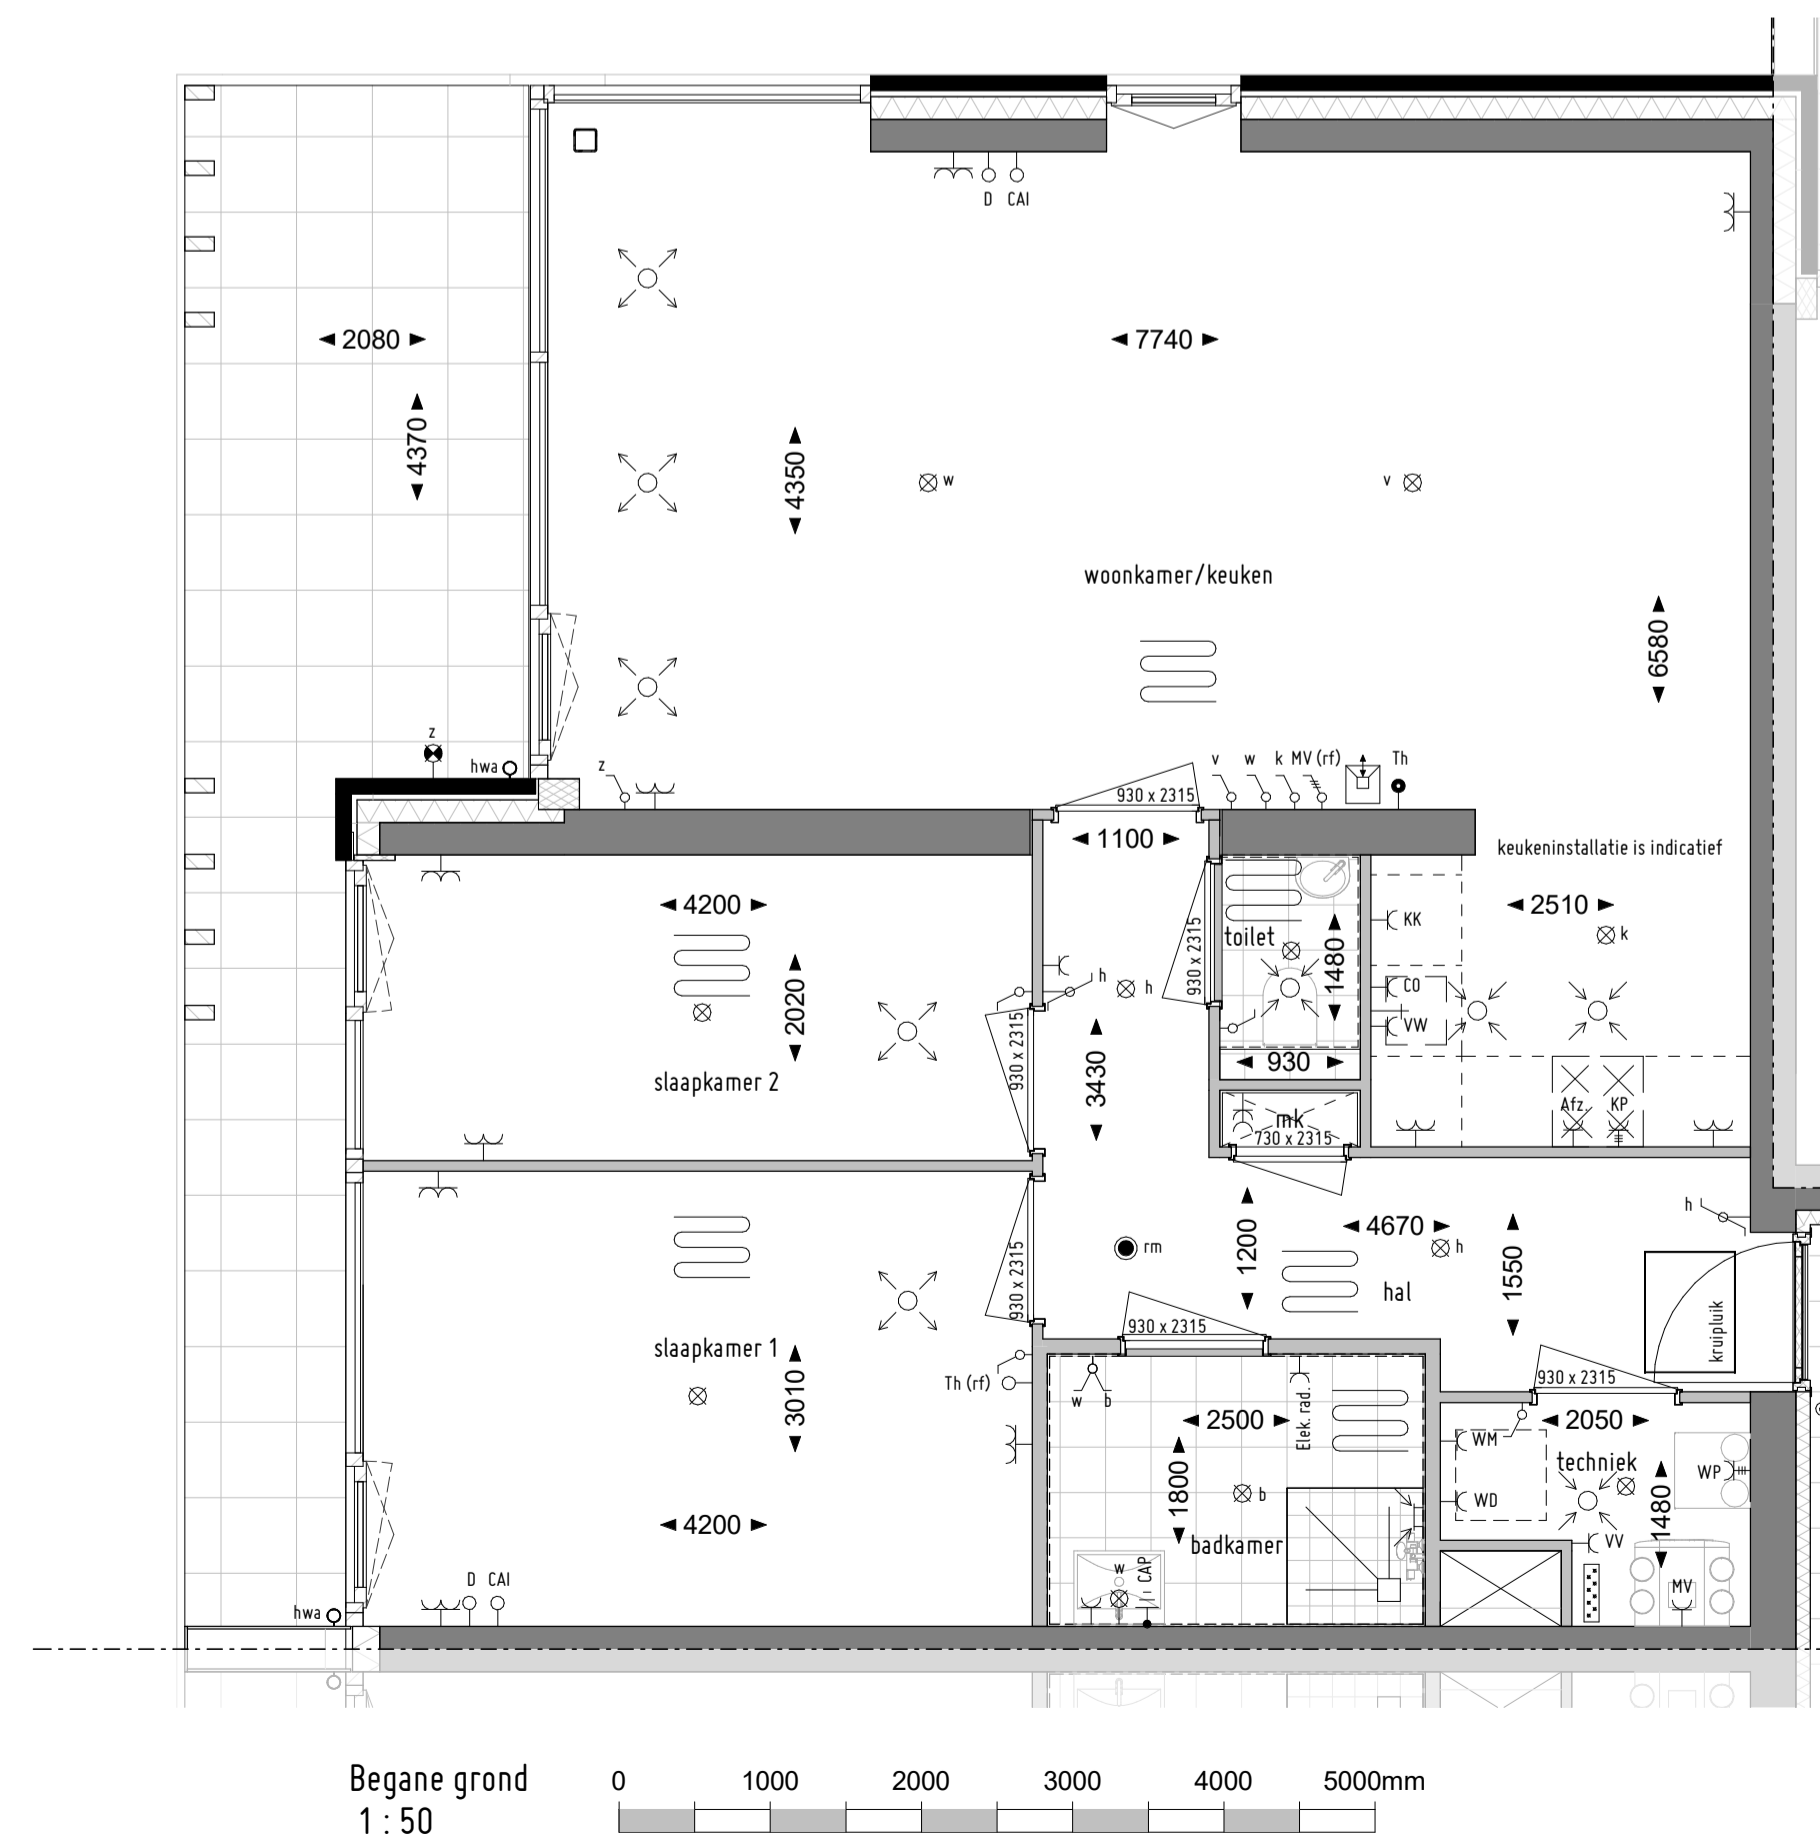 D CAI
2080
7740
4370
4350
w
v
woonkamer/keuken
6580
z
hwa
z
v w k MV (rf) Th
930 x 2315
1100
keukeninstallatie is indicatief
4200
2510
KK
k
toilet
930 x 2315
1480
2020
h
h
CO
VW
930 x 2315
3430
930
slaapkamer 2
Afz. KP
mk
730 x 2315
h
4670
1200
1550
rm
h
930 x 2315
hal
kruipluik
930 x 2315
slaapkamer 1
3010
Th (rf)
w b
Elek. rad.
930 x 2315
2500
2050
WM
techniek
WP
1800
WD
1480
b
4200
badkamer
VV
w
CAP
D CAI
MV
hwa
Begane grond
1 : 50
0 1000 2000 3000 4000 5000mm